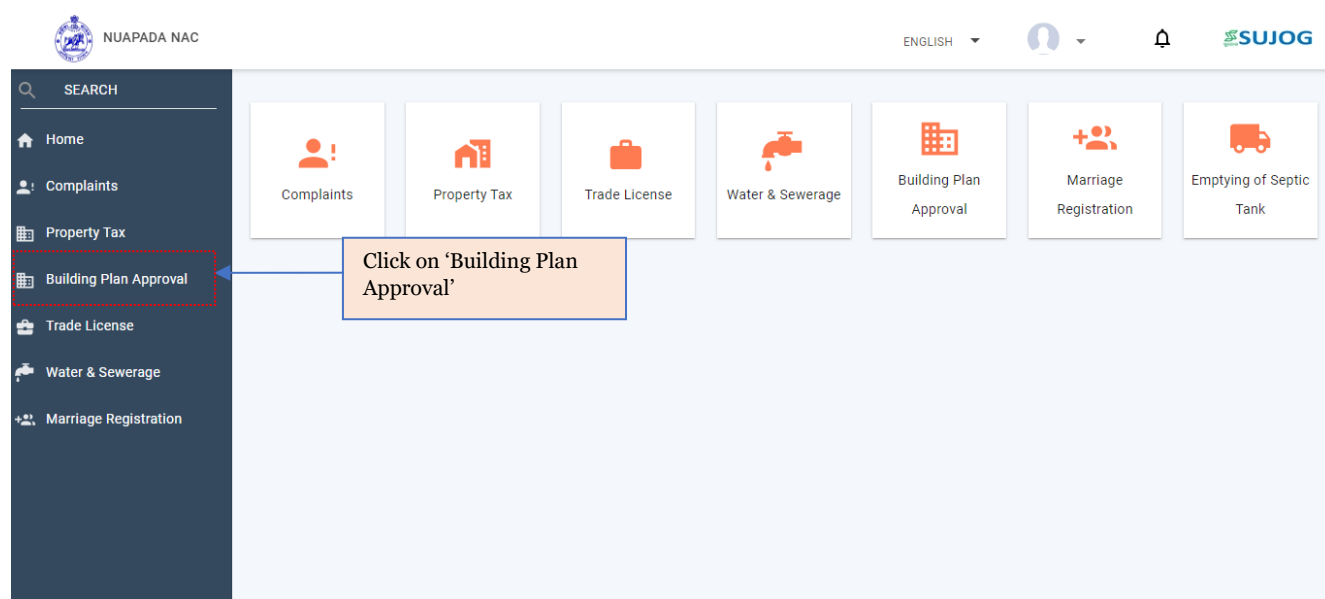 NUAPADA NAC
ENGLISH
SUJOG
SEARCH
Home
Complaints
Property Tax
Building Plan Approval
Trade License
Water & Sewerage
Marriage Registration
Complaints
Property Tax
Trade License
Water & Sewerage
Building Plan
Approval
Marriage
Registration
Emptying of Septic
Tank
Click on ‘Building Plan
Approval’